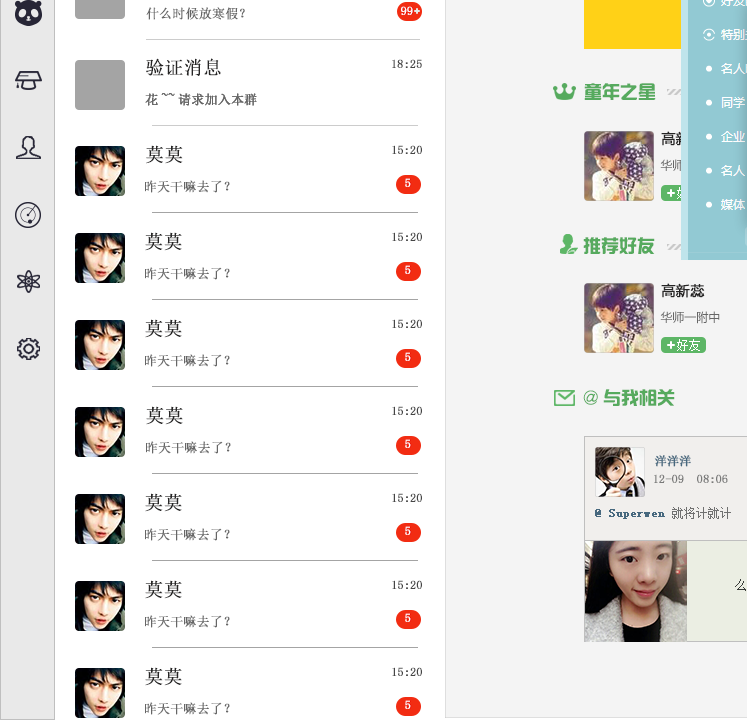 什么时候放寒假?
99+
验证消息
18:25
花 ~~ 请求加入本群
莫莫
15:20
昨天干嘛去了?
5
莫莫
15:20
昨天干嘛去了?
5
莫莫
15:20
昨天干嘛去了?
5
莫莫
15:20
昨天干嘛去了?
5
莫莫
15:20
昨天干嘛去了?
5
莫莫
15:20
昨天干嘛去了?
5
莫莫
15:20
昨天干嘛去了?
5
童年之星
高新
华师
+好
推荐好友
高新蕊
华师一附中
+好友
@ 与我相关
洋洋洋
12-09 08:06
@ Superwen 就将计就计
么
好友
特别
名人
同学
企业
名人
媒体